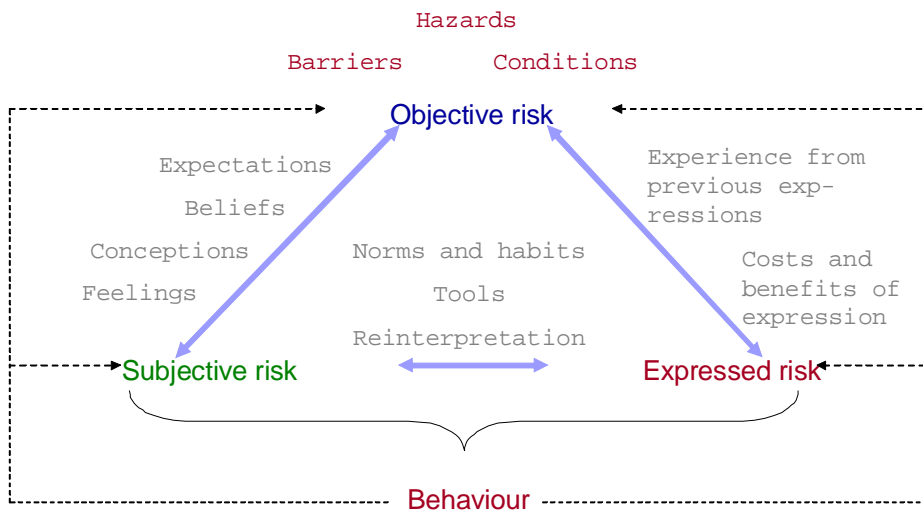 Hazards
Barriers Conditions
Objective risk
Expectations
Beliefs
Conceptions
Feelings
Experience from
previous exp-
ressions
Norms and habits
Tools
Reinterpretation
Costs and
benefits of
expression
Subjective risk
Expressed risk
Behaviour